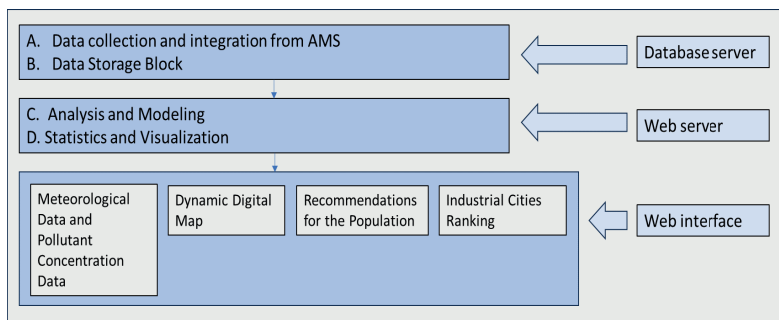 A. Data collection and integration from AMS
B. Data Storage Block
Database server
C. Analysis and Modeling
D. Statistics and Visualization
Web server
Meteorological
Data and
Pollutant
Concentration
Data
Dynamic Digital
Map
Recommendations
for the Population
Industrial Cities
Ranking
Web interface